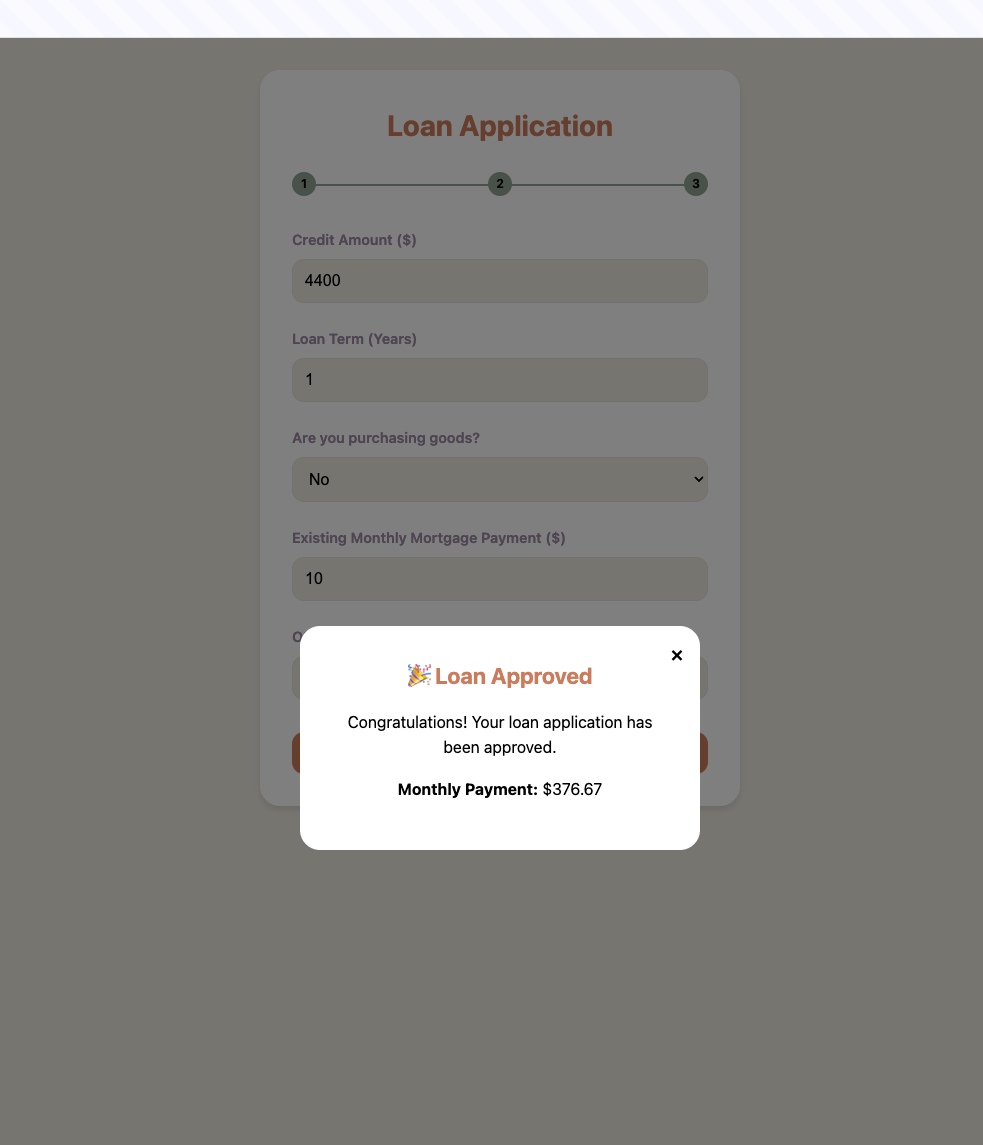 Loan Application
1 2 3
Credit Amount ($)
4400
Loan Term (Years)
1
Are you purchasing goods?
No
Existing Monthly Mortgage Payment ($)
10
Loan Approved
Congratulations! Your loan application has
been approved.
Monthly Payment: $376.67